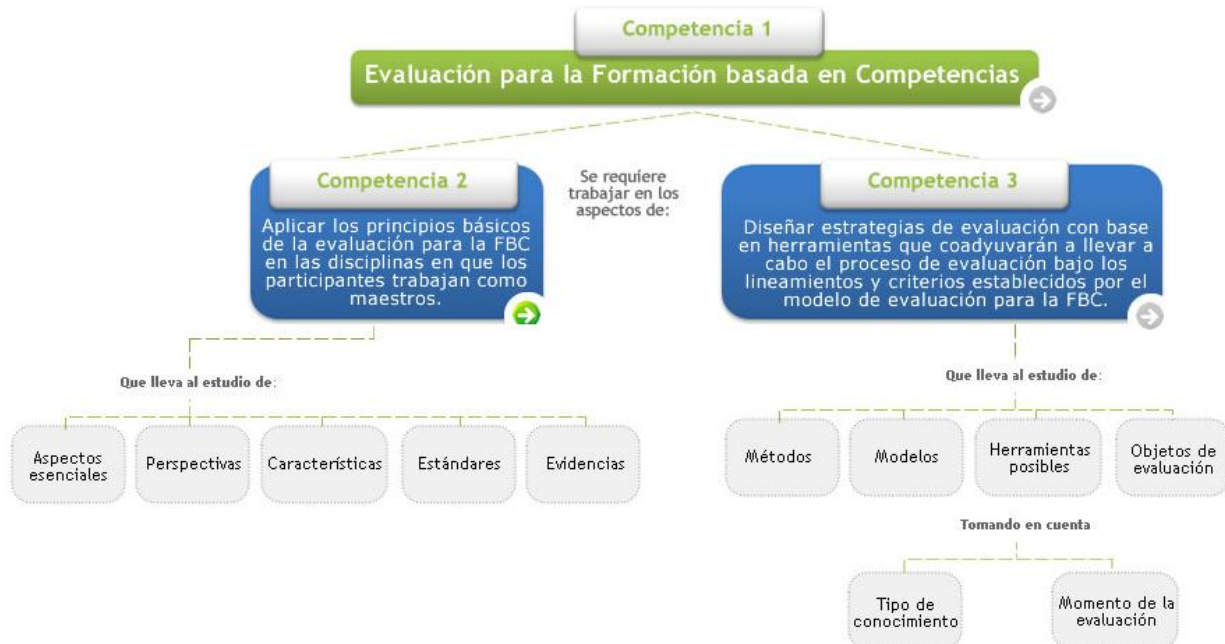 Competencia 1
Evaluación para la Formación basada en Competencias
Competencia 2
Aplicar los principios básicos
de la evaluación para la FBC
en las disciplinas en que los
participantes trabajan como
maestros.
Se requiere
trabajar en los
aspectos de:
Competencia 3
Diseñar estrategias de evaluación con base
en herramientas que coadyuvarán a llevar a
cabo el proceso de evaluación bajo los
lineamientos y criterios establecidos por el
modelo de evaluación para la FBC.
Que lleva al estudio de:
Aspectos
esenciales
Perspectivas
Características
Estándares
Evidencias
Que lleva al estudio de:
Métodos
Modelos
Herramientas
posibles
Objetos de
evaluación
Tomando en cuenta
Tipo de
conocimiento
Momento de la
evaluación